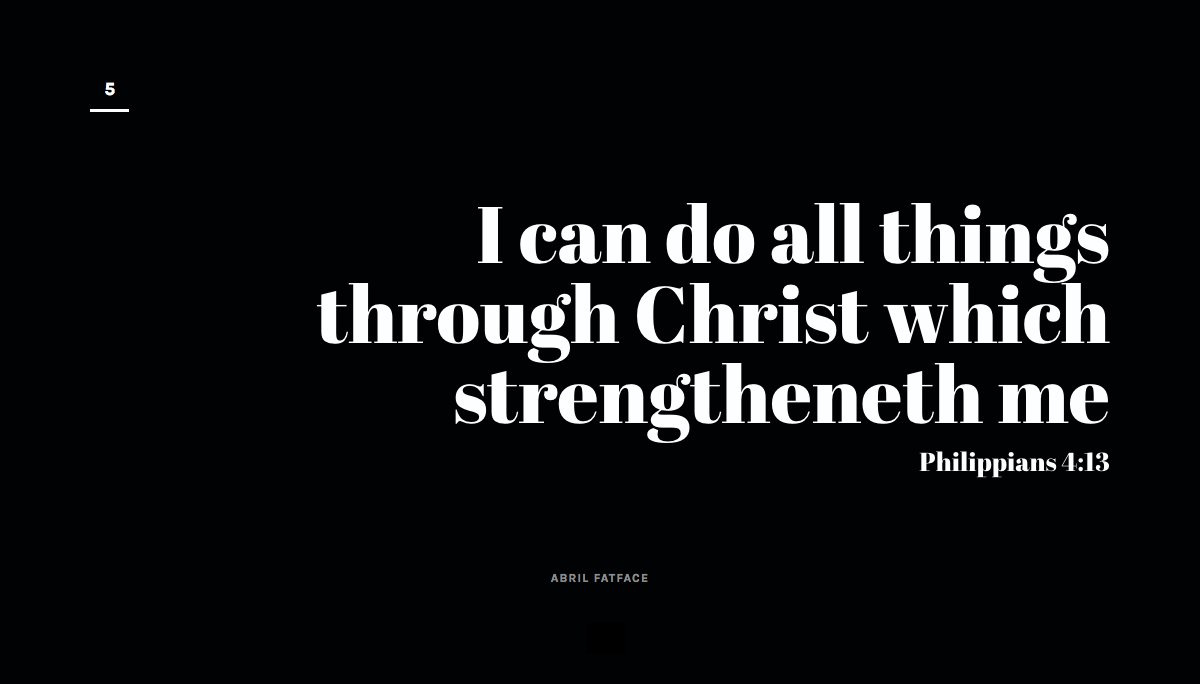 5
I can do all things
through Christ which
strengtheneth me
Philippians 4:13
ABRIL FATFACE